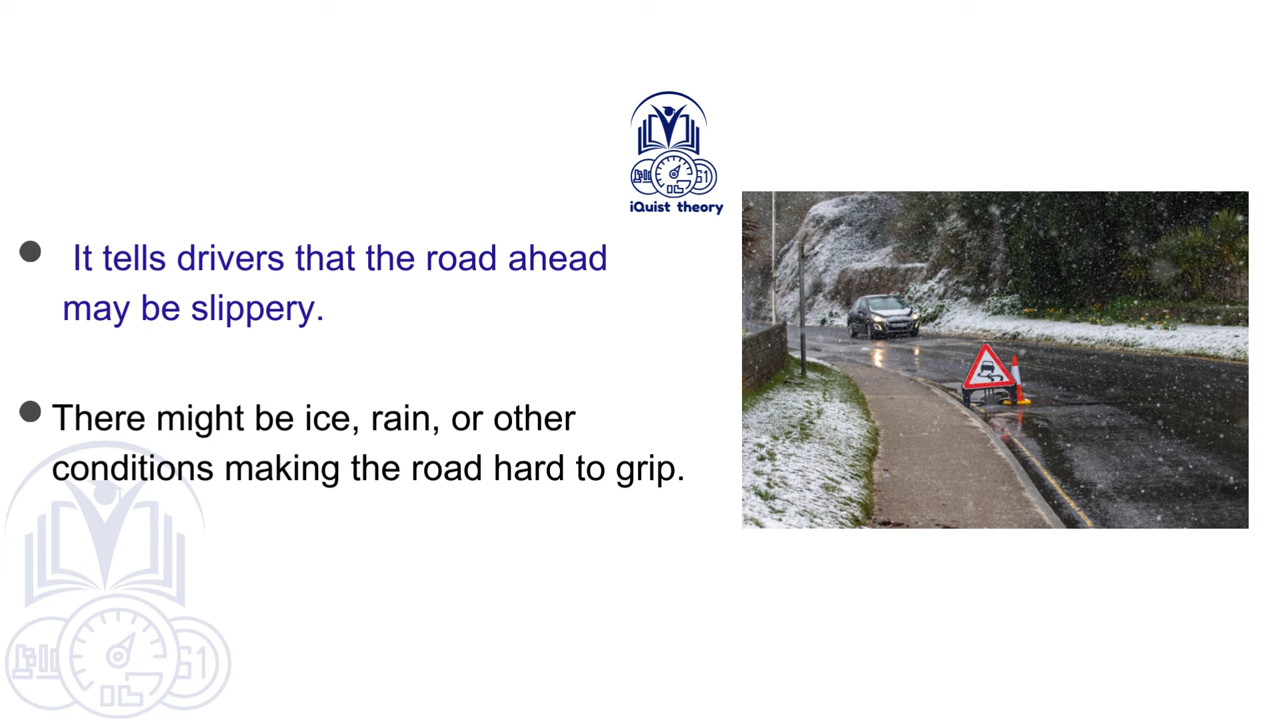 iQuist theory
It tells drivers that the road ahead
may be slippery.
There might be ice, rain, or other
conditions making the road hard to grip.